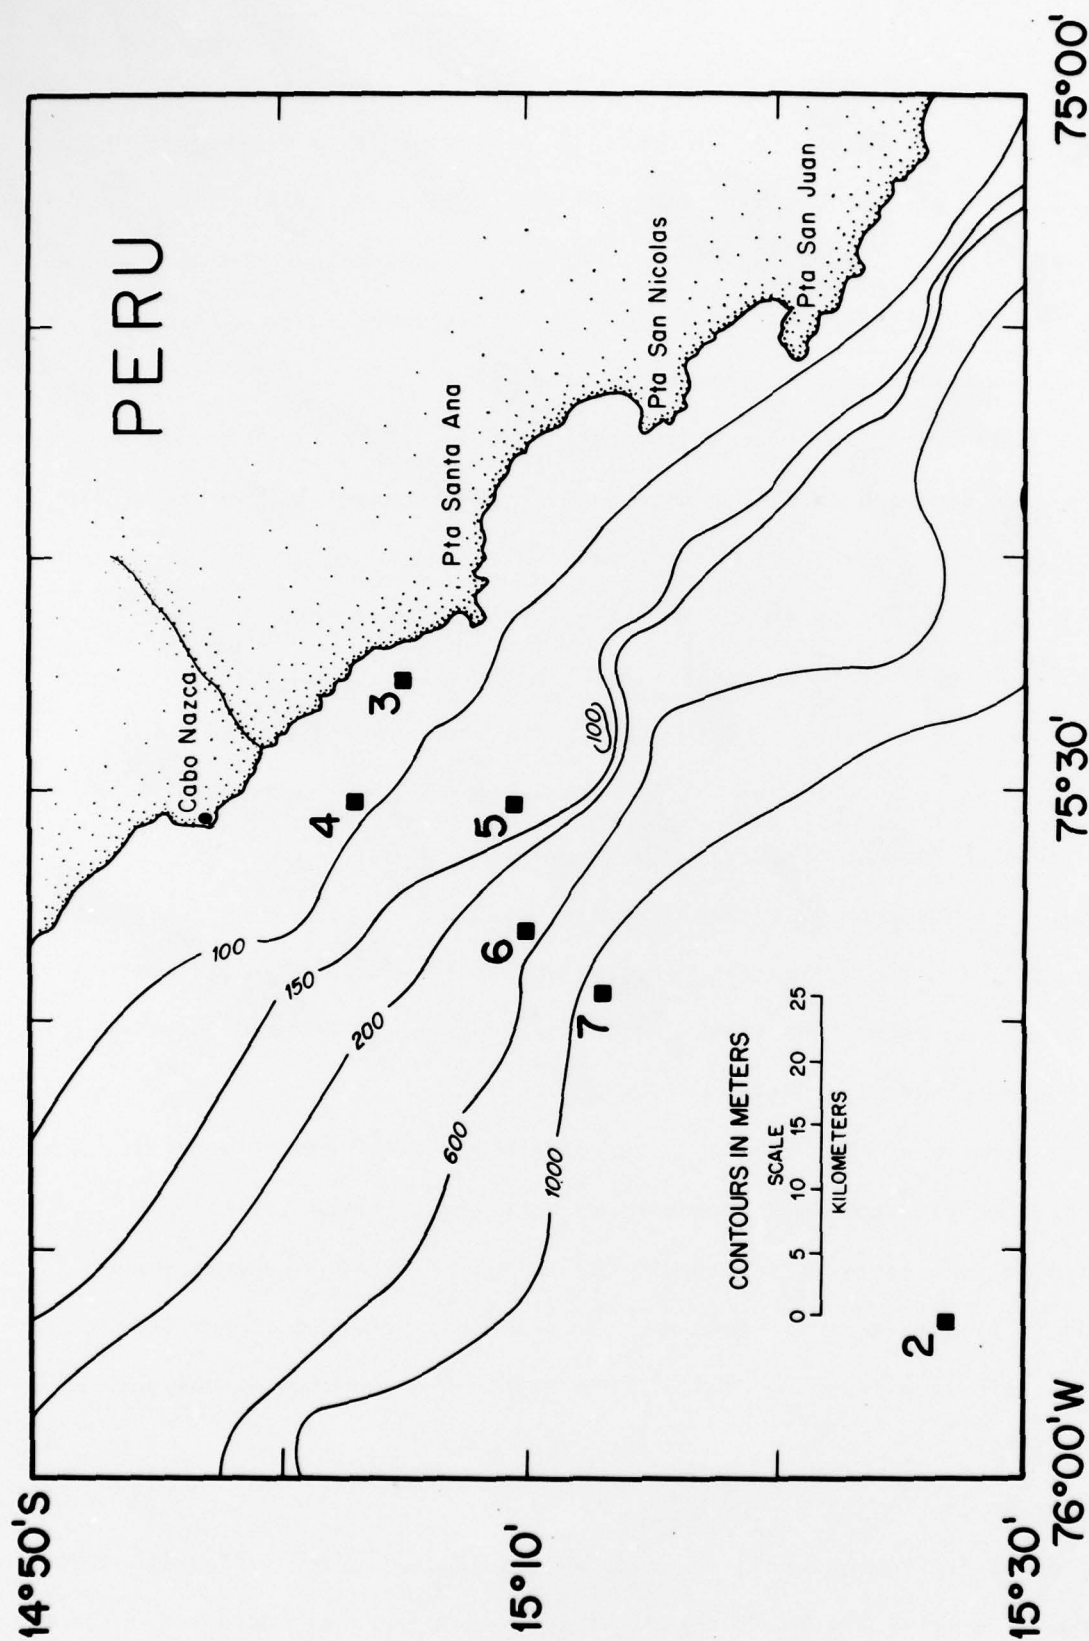 14°50'S
PERU
Cabo Nazca
Pta Santa Ana
Pta San Nicolas
Pta San Juan
3
4
5
6
7
2
100
150
200
100
600
1000
15°10'
CONTOURS IN METERS
SCALE
0 5 10 15 20 25
KILOMETERS
15°30'
76°00'W
75°30'
75°00'